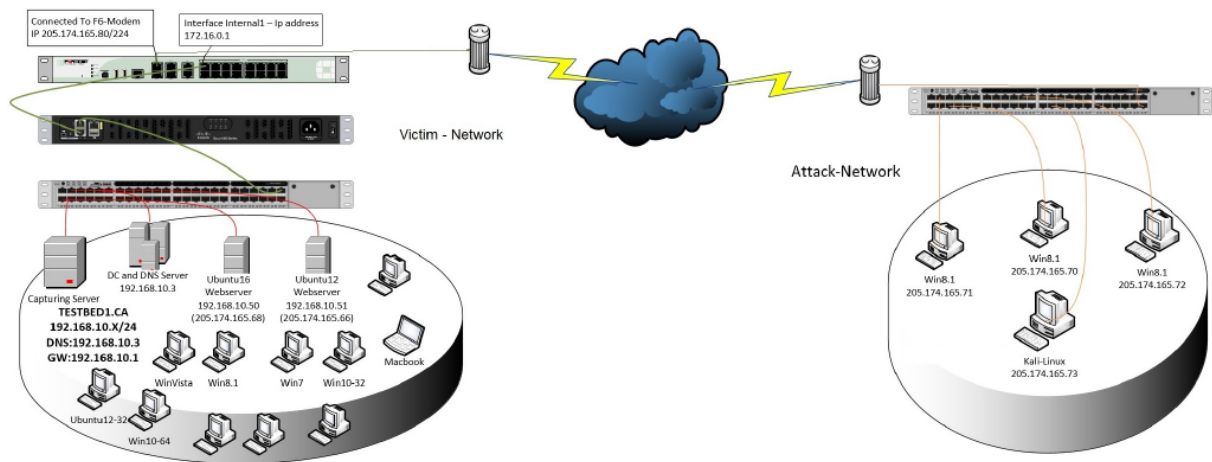 Connected To F6-Modem
IP 205.174.165.80/224
Interface Internal1 – Ip address
172.16.0.1
Victim - Network
Attack-Network
Capturing Server
DC and DNS Server
192.168.10.3
Ubuntu16
Webserver
192.168.10.50
(205.174.165.68)
Ubuntu12
Webserver
192.168.10.51
(205.174.165.66)
TESTBED1.CA
192.168.10.X/24
DNS:192.168.10.3
GW:192.168.10.1
WinVista
Win8.1
Win7
Win10-32
Macbook
Ubuntu12-32
Win10-64
Win8.1
205.174.165.71
Win8.1
205.174.165.70
Win8.1
205.174.165.72
Kali-Linux
205.174.165.73